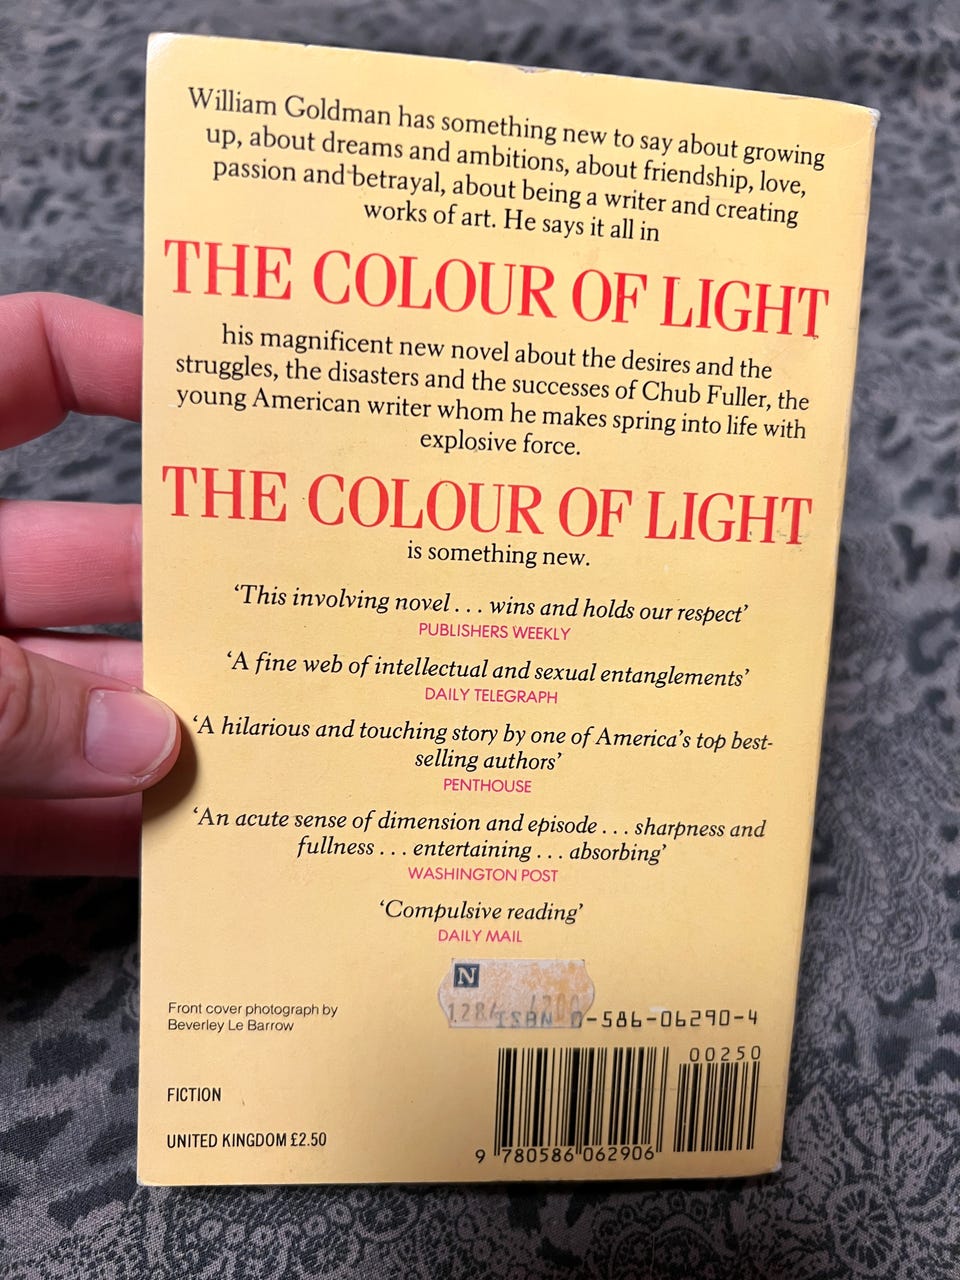 William Goldman has something new to say about growing
up, about dreams and ambitions, about friendship, love,
passion and betrayal, about being a writer and creating
works of art. He says it all in
THE COLOUR OF LIGHT
his magnificent new novel about the desires and the
struggles, the disasters and the successes of Chub Fuller, the
young American writer whom he makes spring into life with
explosive force.
THE COLOUR OF LIGHT
is something new.
‘This involving novel . . . wins and holds our respect’
PUBLISHERS WEEKLY
‘A fine web of intellectual and sexual entanglements’
DAILY TELEGRAPH
‘A hilarious and touching story by one of America’s top best-
selling authors’
PENTHOUSE
‘An acute sense of dimension and episode . . . sharpness and
fullness . . . entertaining . . . absorbing’
WASHINGTON POST
‘Compulsive reading’
DAILY MAIL
N
Front cover photograph by
Beverley Le Barrow
ISBN 0-586-06290-4
00250
FICTION
UNITED KINGDOM £2.50
9 780586 062906